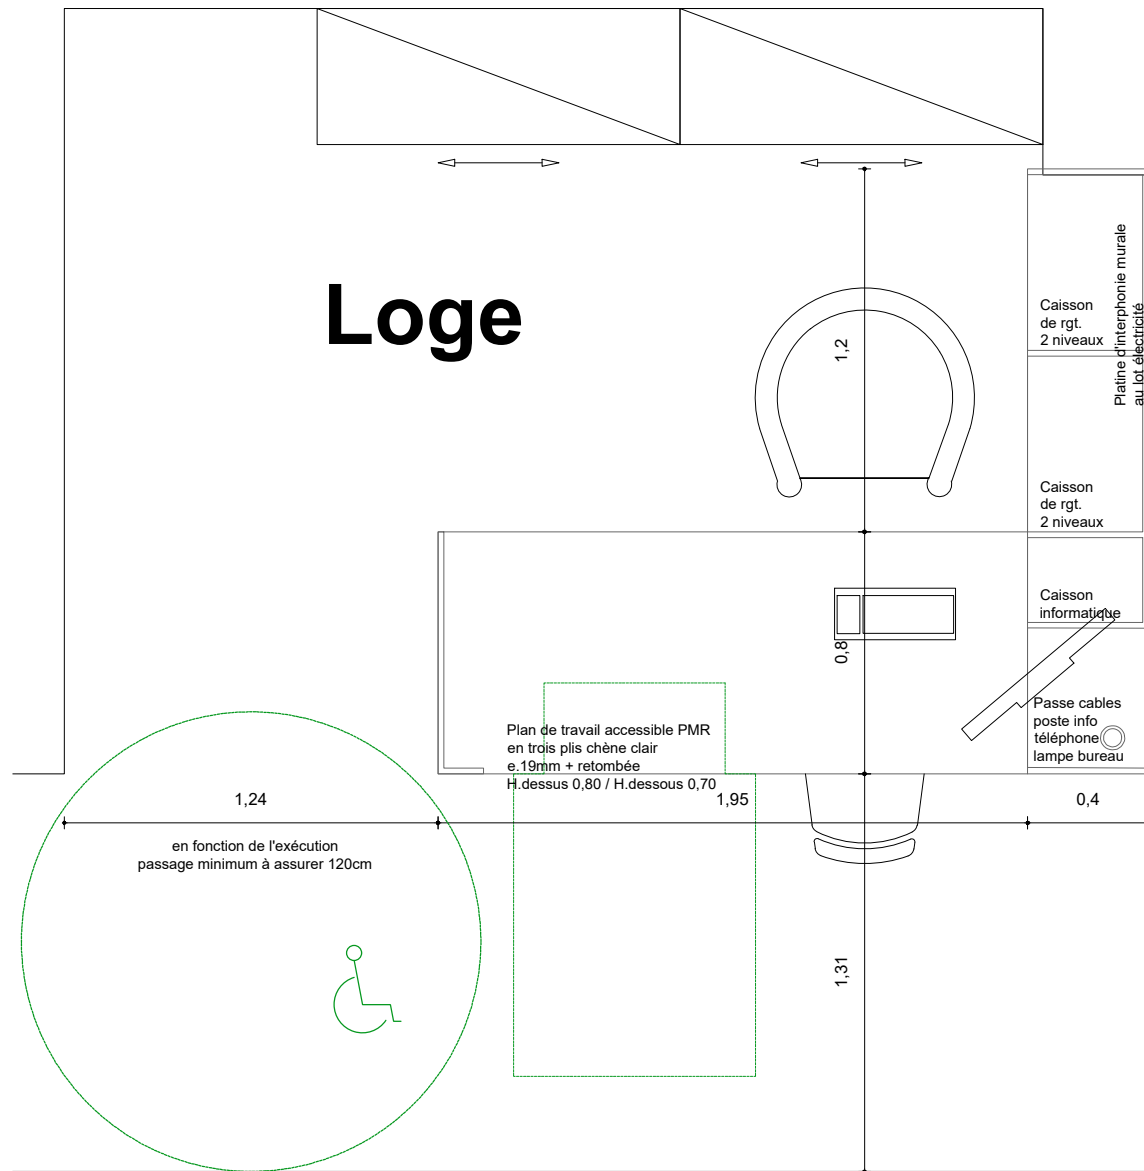 Loge
1,2
Caisson
de rgt.
2 niveaux
Platine d'interphonie murale
au lot électricité
Caisson
de rgt.
2 niveaux
Caisson
informatique
0,8
Passe cables
poste info
téléphone
lampe bureau
Plan de travail accessible PMR
en trois plis chène clair
e.19mm + retombée
H.dessus 0,80 / H.dessous 0,70
1,24
1,95
0,4
en fonction de l'exécution
passage minimum à assurer 120cm
1,31